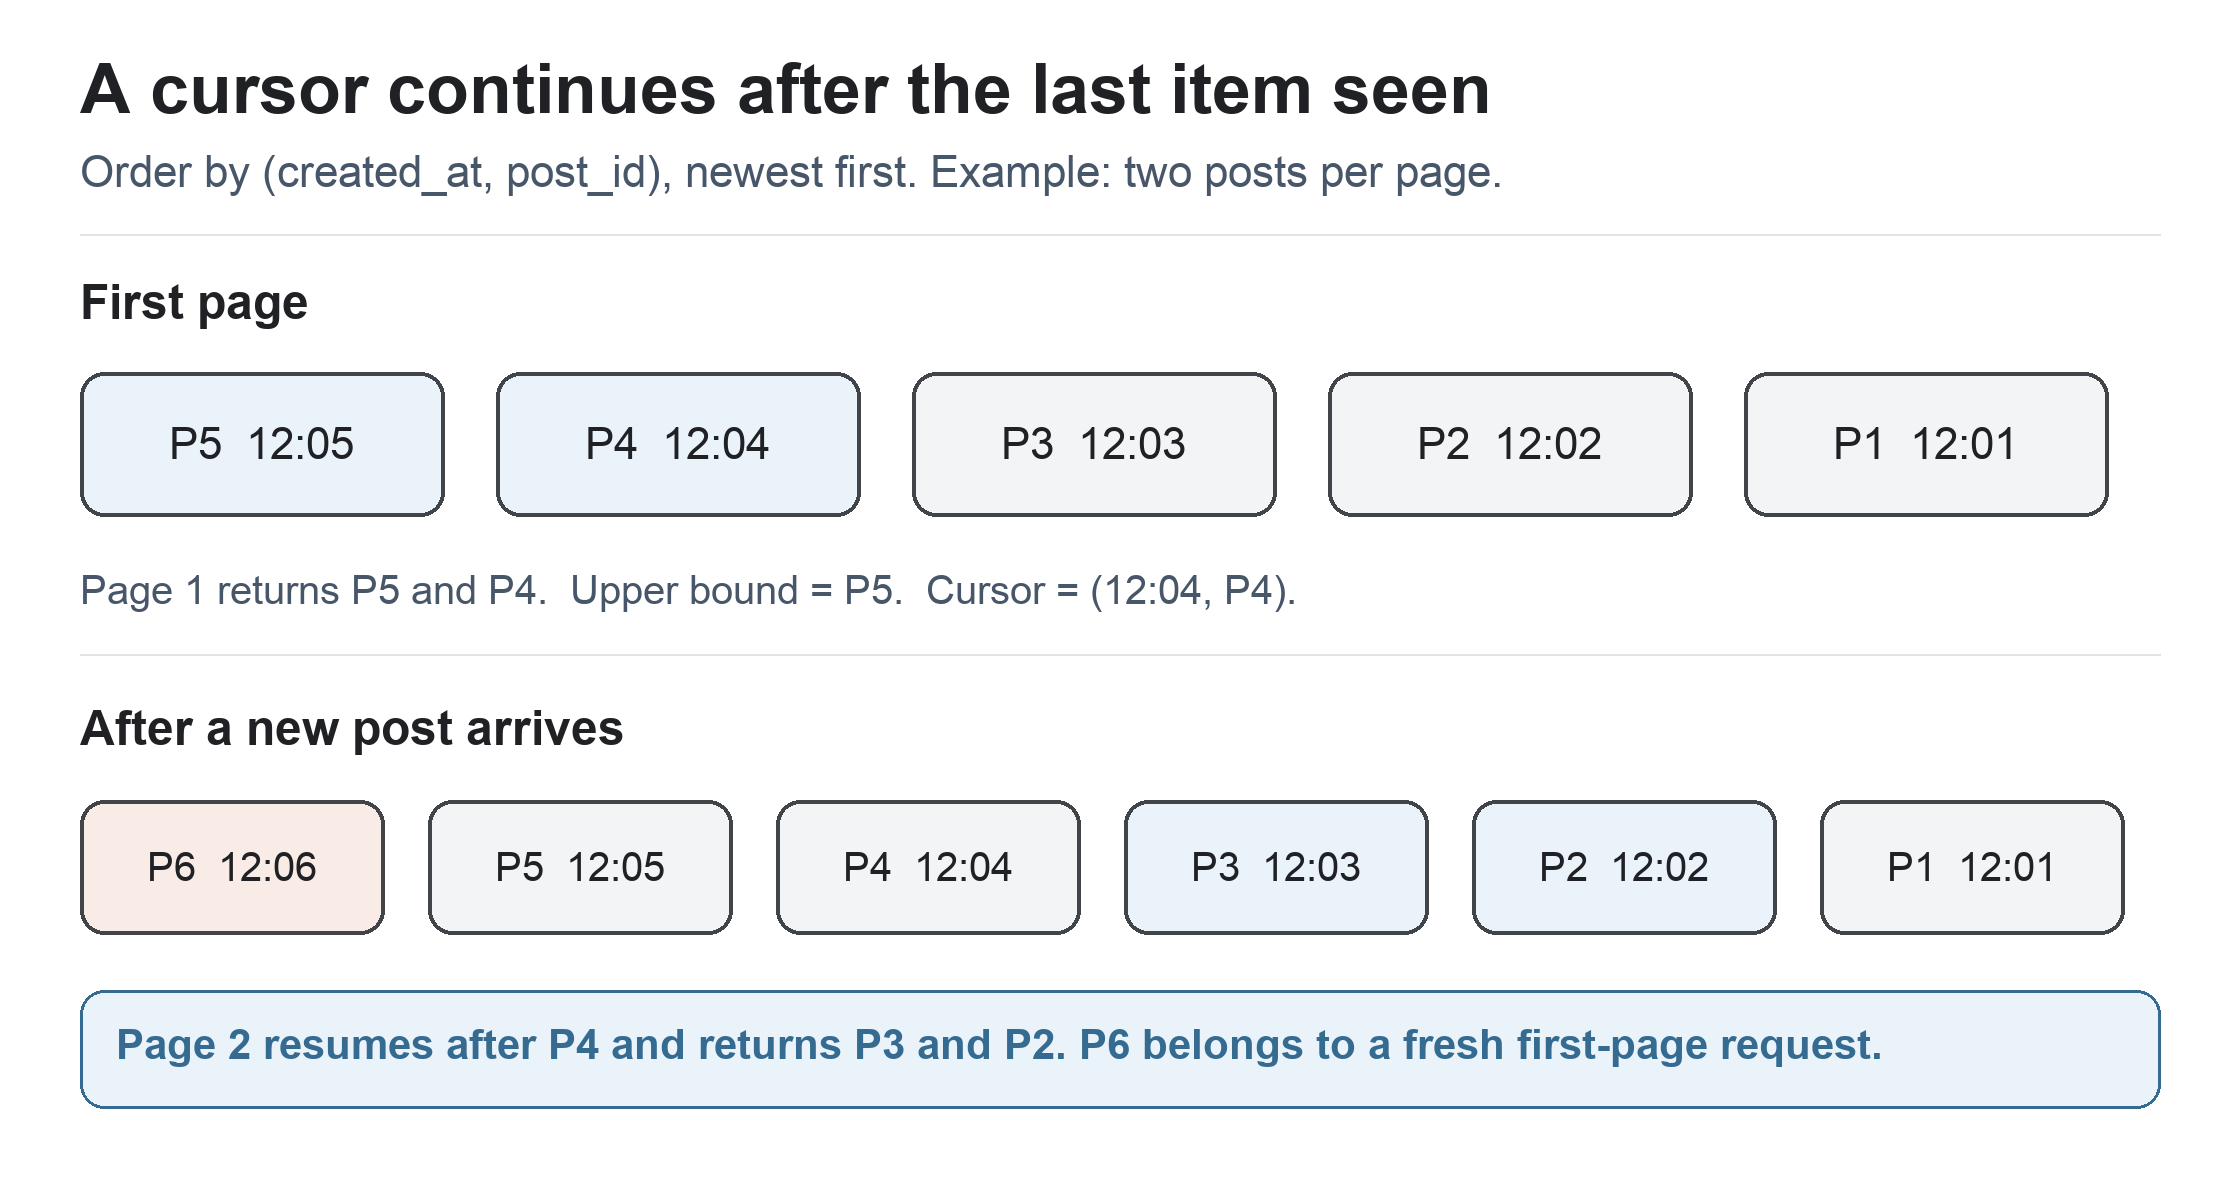 A cursor continues after the last item seen
Order by (created_at, post_id), newest first. Example: two posts per page.
First page
P5 12:05
P4 12:04
P3 12:03
P2 12:02
P1 12:01
Page 1 returns P5 and P4. Upper bound = P5. Cursor = (12:04, P4).
After a new post arrives
P6 12:06
P5 12:05
P4 12:04
P3 12:03
P2 12:02
P1 12:01
Page 2 resumes after P4 and returns P3 and P2. P6 belongs to a fresh first-page request.